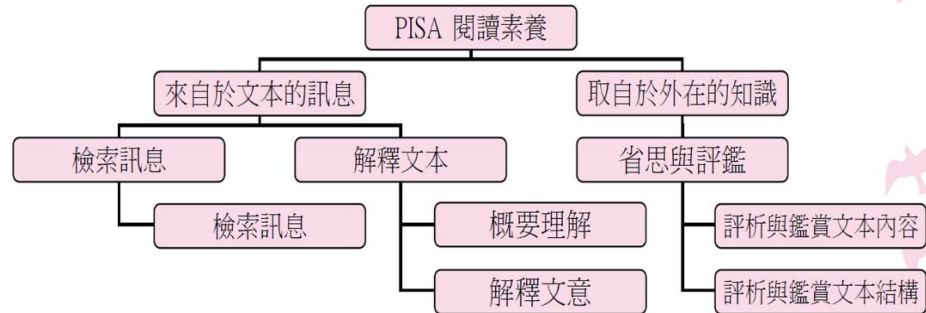 PISA 閱讀素養
來自於文本的訊息
取自於外在的知識
檢索訊息
解釋文本
省思與評鑑
檢索訊息
概要理解
評析與鑑賞文本內容
解釋文意
評析與鑑賞文本結構